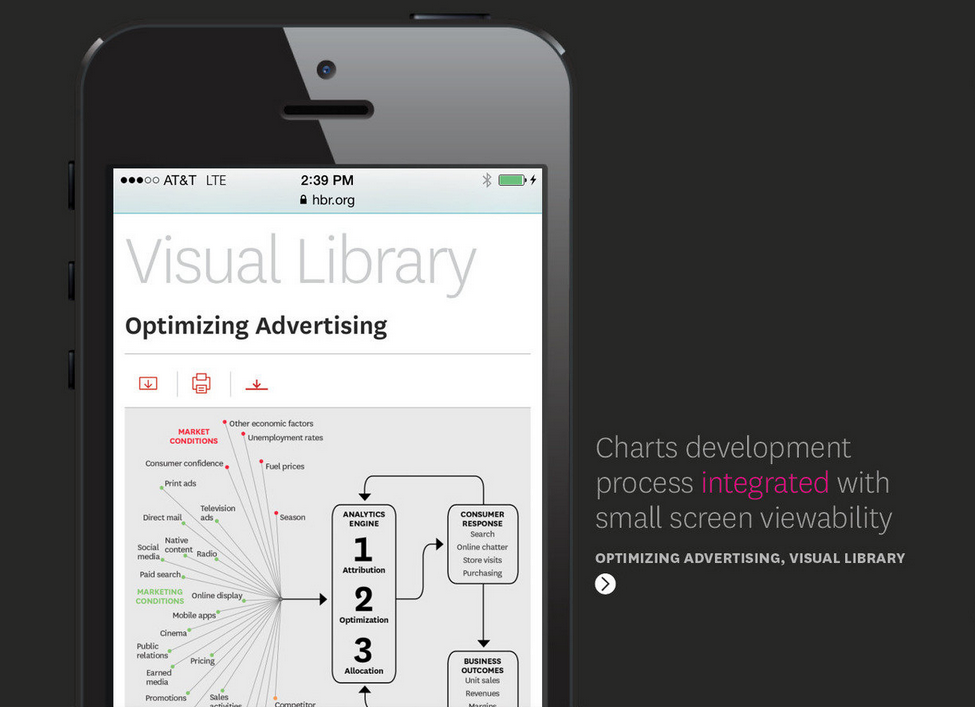 AT&T LTE
2:39 PM
hbr.org
Visual Library
Optimizing Advertising
MARKET
CONDITIONS
Other economic factors
Unemployment rates
Consumer confidence
Fuel prices
Print ads
Season
Television
ads
Direct mail
Native
content
Social
media
Radio
Paid search
MARKETING
CONDITIONS
Online display
Mobile apps
Cinema
Public
relations
Pricing
Earned
media
Promotions
Sales
activities
Competitor
ANALYTICS
ENGINE
1
Attribution
2
Optimization
3
Allocation
CONSUMER
RESPONSE
Search
Online chatter
Store visits
Purchasing
BUSINESS
OUTCOMES
Unit sales
Revenues
Margins
Charts development
process integrated with
small screen viewability
OPTIMIZING ADVERTISING, VISUAL LIBRARY